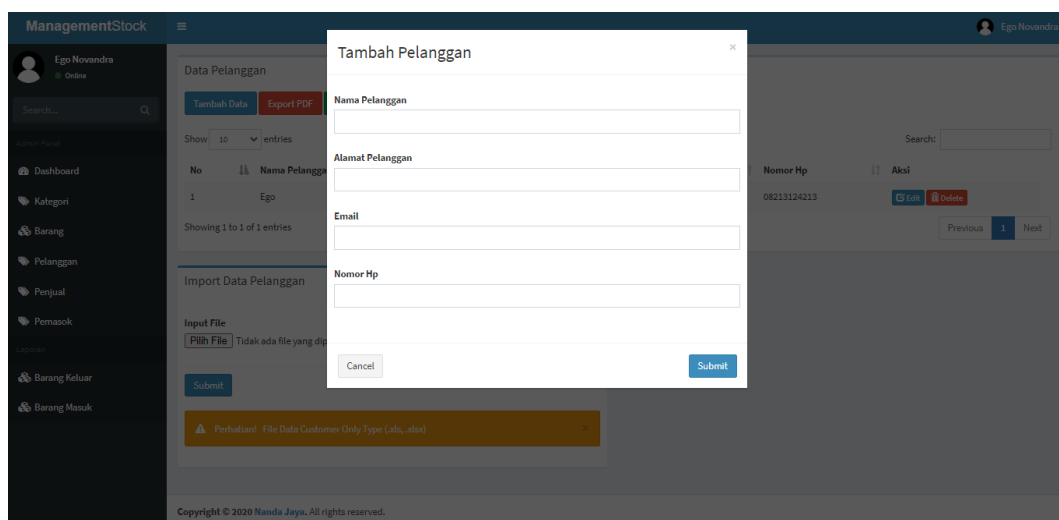 ManagementStock
Ego Novandra
Ego Novandra
Online
Search...
Admin Panel
Dashboard
Kategori
Barang
Pelanggan
Penjual
Pemasok
Laporan
Barang Keluar
Barang Masuk
Data Pelanggan
Tambah Data Export PDF
Show 10 entries
Search:
No Nama Pelangga Nomor Hp Aksi
1 Ego 08213124213 Edit Delete
Showing 1 to 1 of 1 entries
Previous 1 Next
Import Data Pelanggan
Input File
Pilih File Tidak ada file yang dip
Submit
Perhatian! File Data Customer Only Type (.xls, .xlsx) ×
Tambah Pelanggan ×
Nama Pelanggan
Alamat Pelanggan
Email
Nomor Hp
Cancel Submit
Copyright © 2020 Nanda Jaya. All rights reserved.